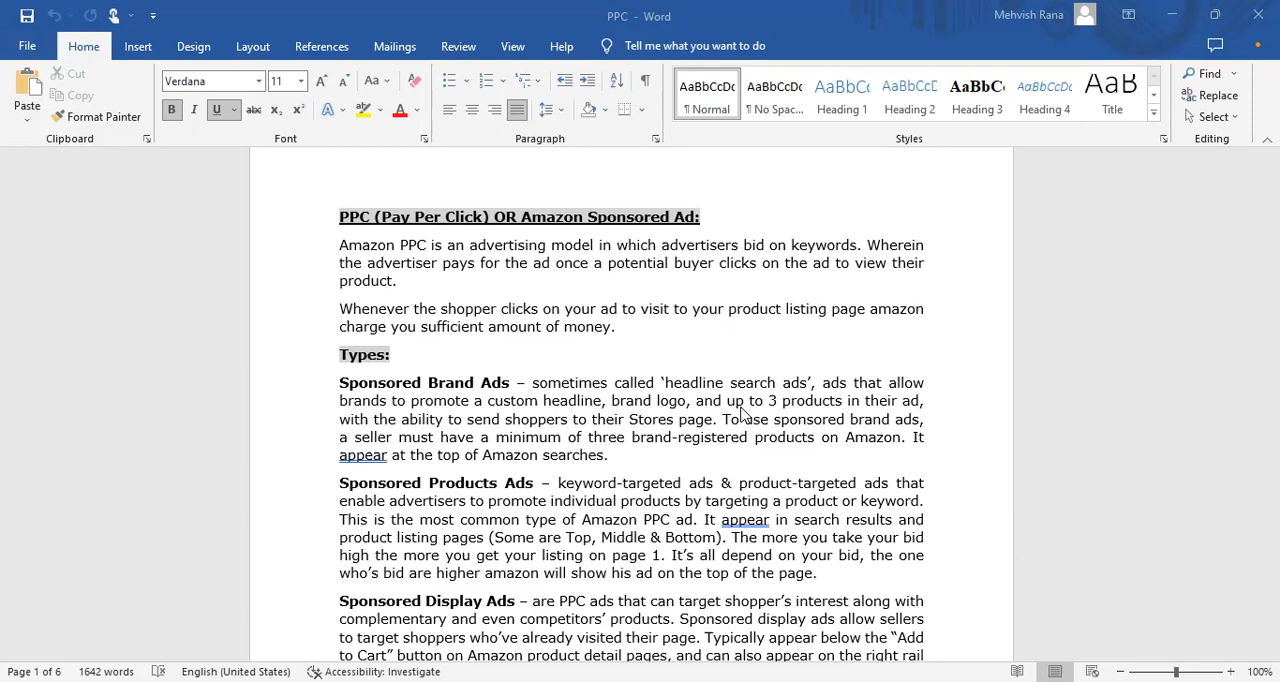 PPC - Word
Mehvish Rana
File Home Insert Design Layout References Mailings Review View Help Tell me what you want to do
Paste
Cut
Copy
Format Painter
Clipboard
Verdana 11
Font
Paragraph
AaBbCcDc AaBbCcDc AaBbCc AaBbCcD AaBbC AaBbCcDc AaB
¶ Normal ¶ No Spac... Heading 1 Heading 2 Heading 3 Heading 4 Title
Styles
Find
Replace
Select
Editing
PPC (Pay Per Click) OR Amazon Sponsored Ad:
Amazon PPC is an advertising model in which advertisers bid on keywords. Wherein
the advertiser pays for the ad once a potential buyer clicks on the ad to view their
product.
Whenever the shopper clicks on your ad to visit to your product listing page amazon
charge you sufficient amount of money.
Types:
Sponsored Brand Ads – sometimes called ‘headline search ads’, ads that allow
brands to promote a custom headline, brand logo, and up to 3 products in their ad,
with the ability to send shoppers to their Stores page. To use sponsored brand ads,
a seller must have a minimum of three brand-registered products on Amazon. It
appear at the top of Amazon searches.
Sponsored Products Ads – keyword-targeted ads & product-targeted ads that
enable advertisers to promote individual products by targeting a product or keyword.
This is the most common type of Amazon PPC ad. It appear in search results and
product listing pages (Some are Top, Middle & Bottom). The more you take your bid
high the more you get your listing on page 1. It’s all depend on your bid, the one
who’s bid are higher amazon will show his ad on the top of the page.
Sponsored Display Ads – are PPC ads that can target shopper’s interest along with
complementary and even competitors’ products. Sponsored display ads allow sellers
to target shoppers who’ve already visited their page. Typically appear below the “Add
to Cart” button on Amazon product detail pages, and can also appear on the right rail
Page 1 of 6 1642 words English (United States) Accessibility: Investigate 100%